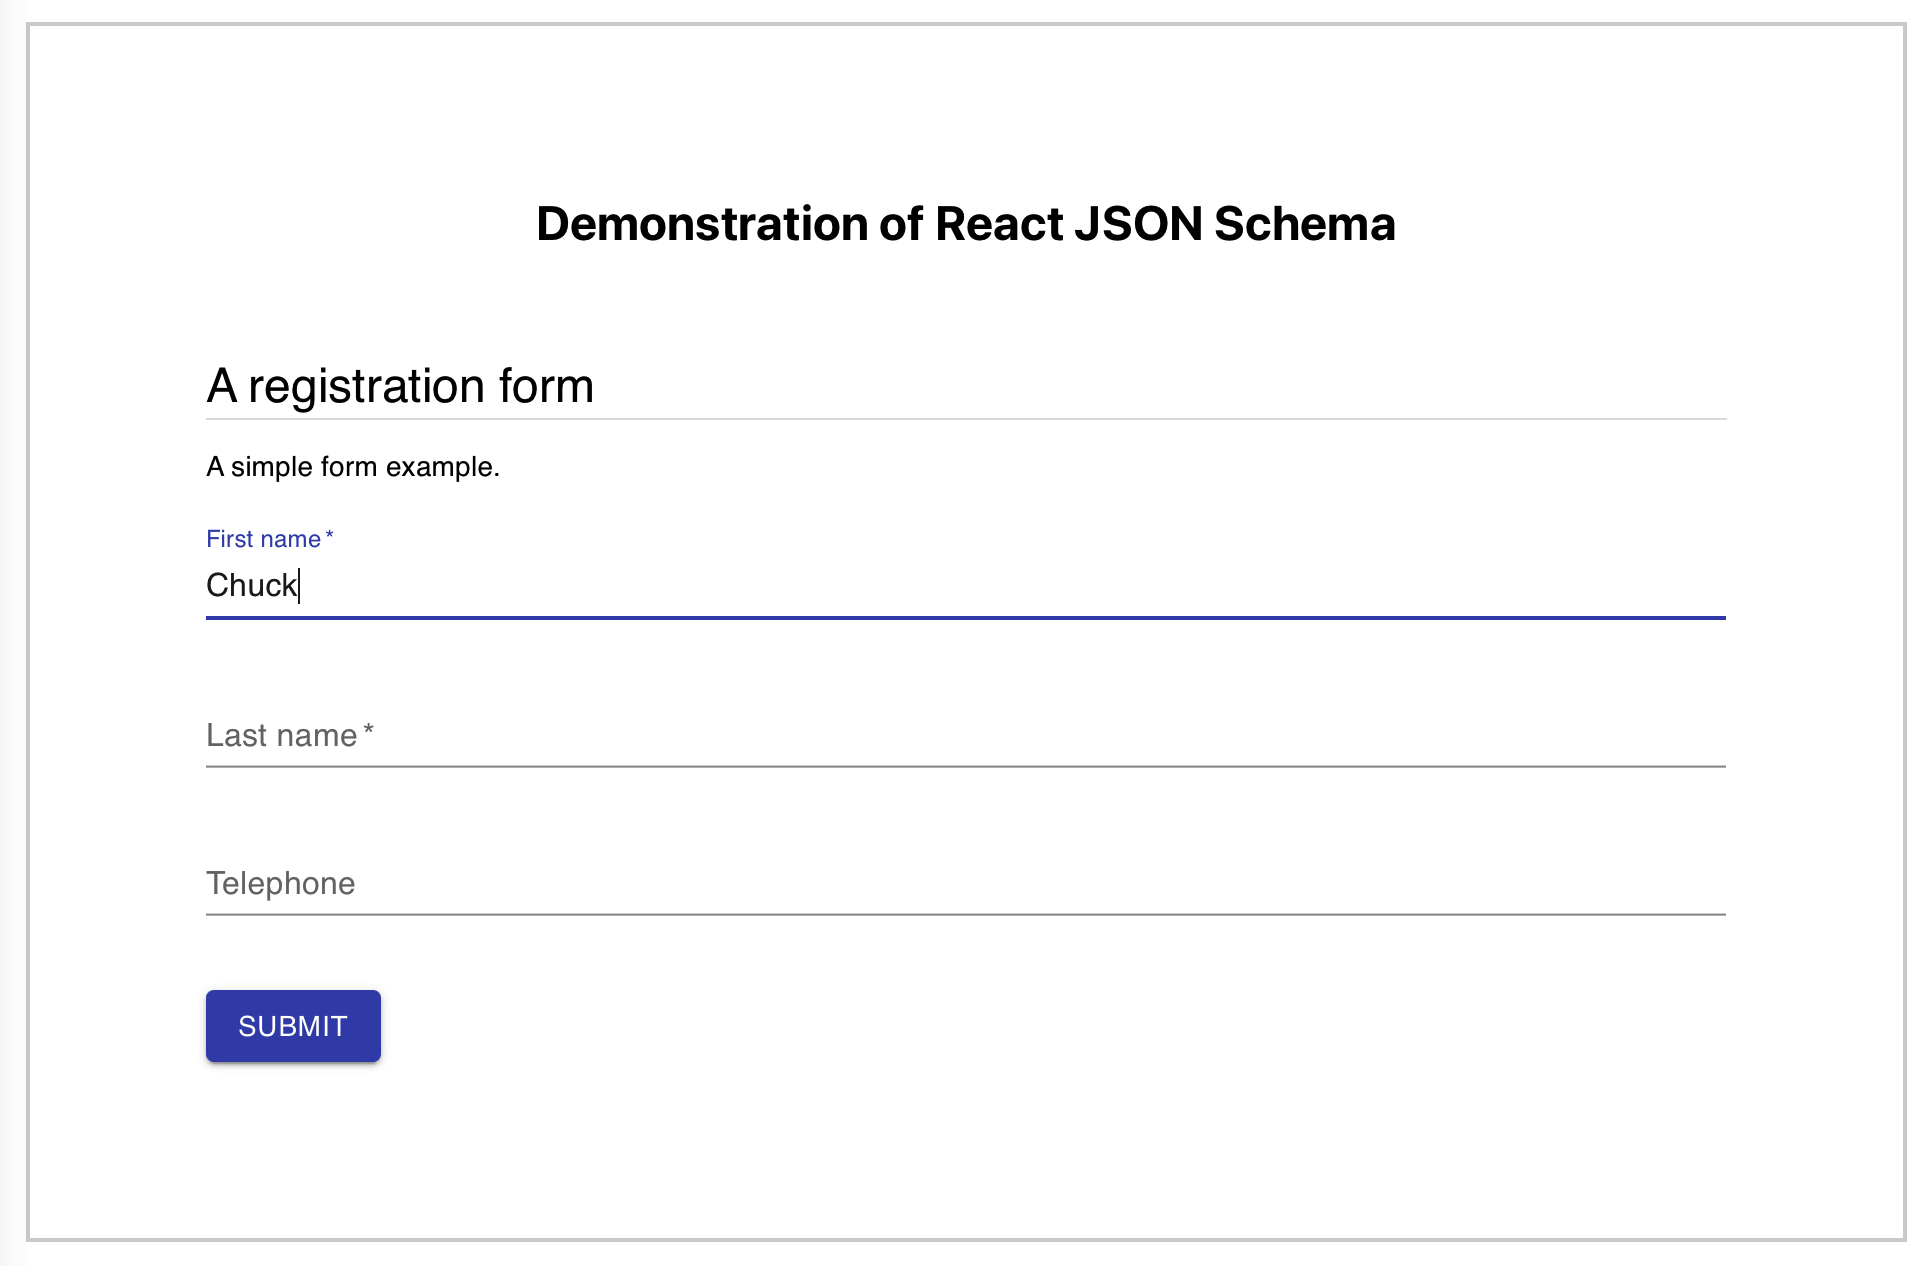 Demonstration of React JSON Schema
A registration form
A simple form example.
First name *
Chuck
Last name *
Telephone
SUBMIT